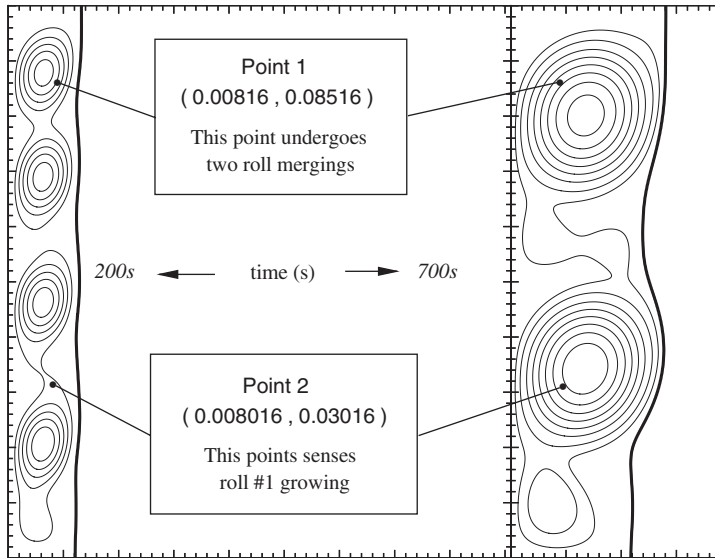 Point 1
( 0.00816 , 0.08516 )
This point undergoes
two roll mergings
200s
time (s)
700s
Point 2
( 0.008016 , 0.03016 )
This points senses
roll #1 growing